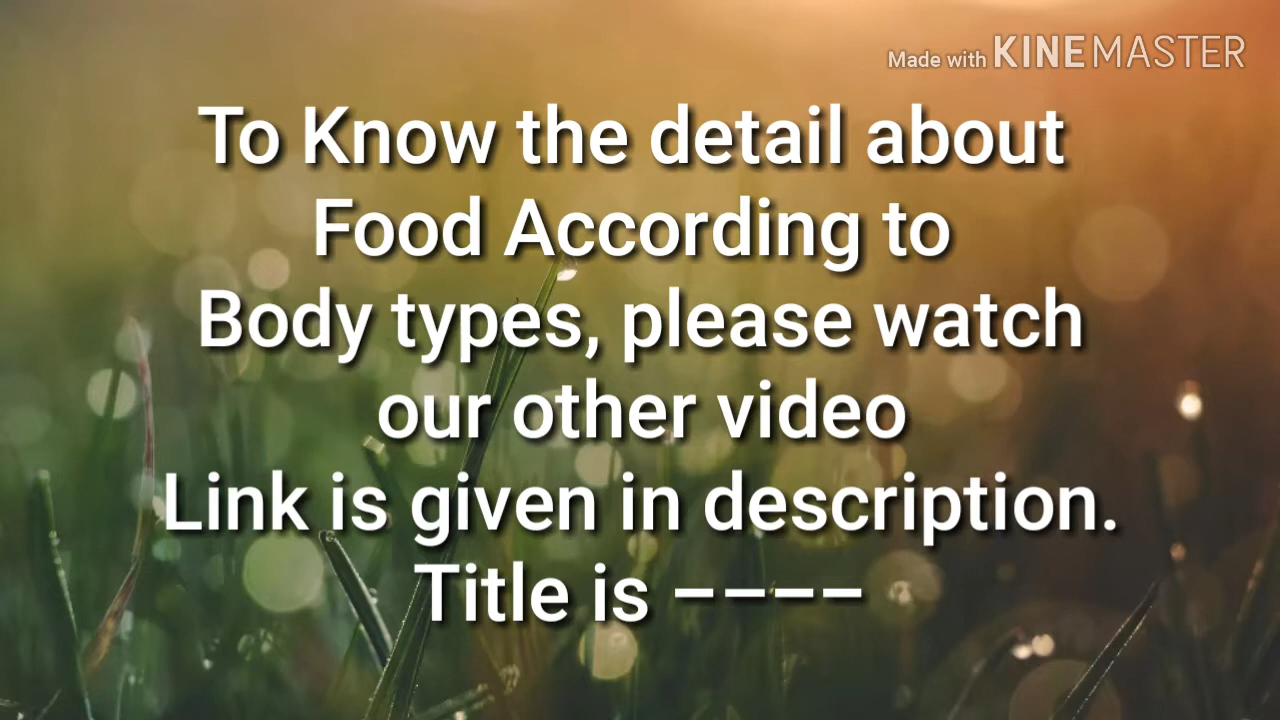 Made with KINEMASTER
To Know the detail about
Food According to
Body types, please watch
our other video
Link is given in description.
Title is ––––